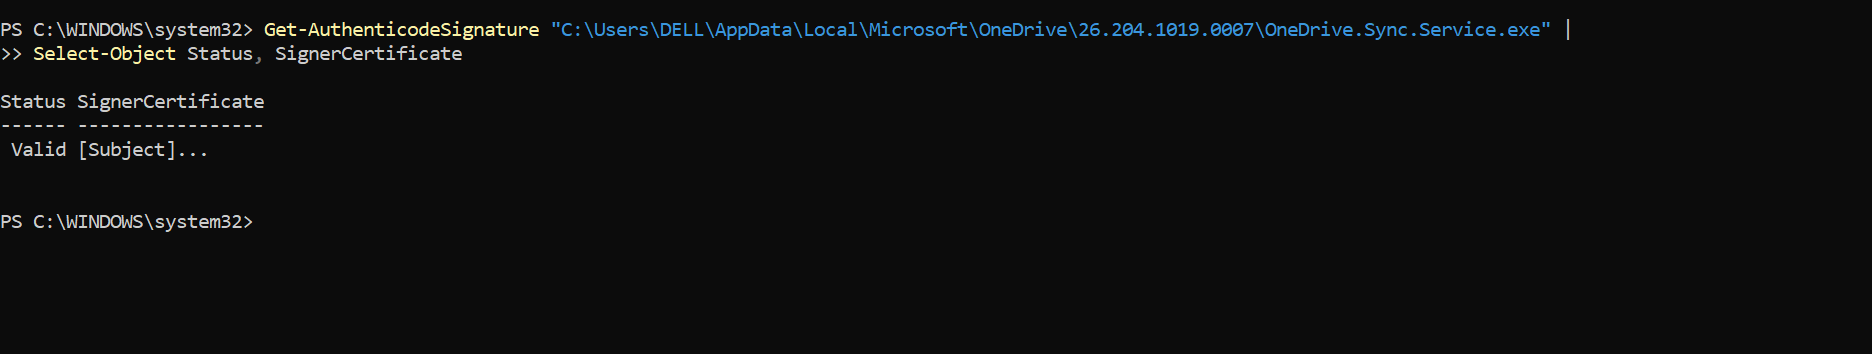 PS C:\WINDOWS\system32> Get-AuthenticodeSignature "C:\Users\DELL\AppData\Local\Microsoft\OneDrive\26.204.1019.0007\OneDrive.Sync.Service.exe" |
>> Select-Object Status, SignerCertificate
Status SignerCertificate
------ -----------------
 Valid [Subject]...
PS C:\WINDOWS\system32>